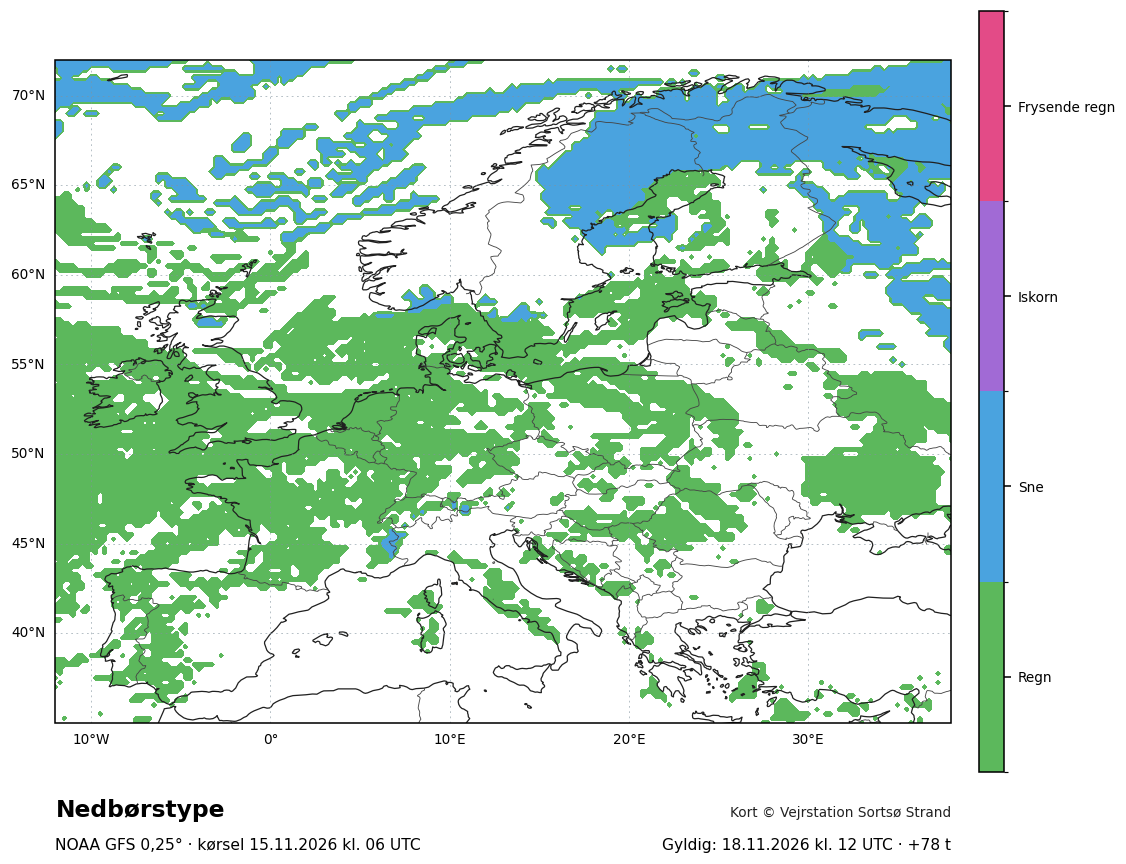 70°N
65°N
60°N
55°N
50°N
45°N
40°N
10°W
0°
10°E
20°E
30°E
Frysende regn
Iskorn
Sne
Regn
Nedbørstype
Kort © Vejrstation Sortsø Strand
NOAA GFS 0,25° · kørsel 15.11.2026 kl. 06 UTC
Gyldig: 18.11.2026 kl. 12 UTC · +78 t